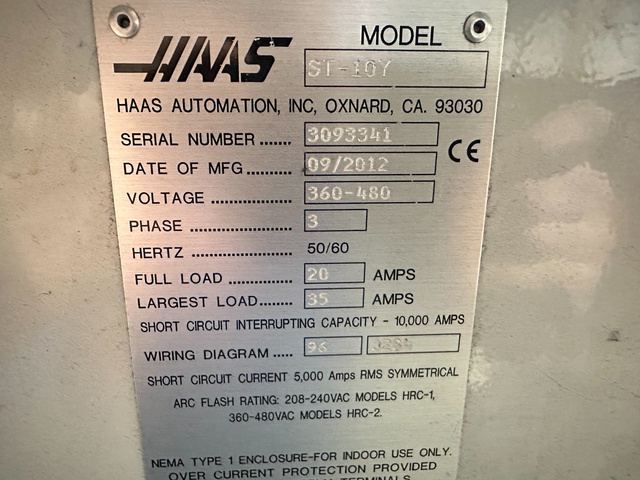 HAAS
MODEL
ST-10Y
HAAS AUTOMATION, INC, OXNARD, CA. 93030
SERIAL NUMBER ....... 3093341
CE
DATE OF MFG .......... 09/2012
VOLTAGE .................. 360-480
PHASE ..................... 3
HERTZ ...................... 50/60
FULL LOAD .............. 20 AMPS
LARGEST LOAD........ 35 AMPS
SHORT CIRCUIT INTERRUPTING CAPACITY - 10,000 AMPS
WIRING DIAGRAM ..... 96
SHORT CIRCUIT CURRENT 5,000 Amps RMS SYMMETRICAL
ARC FLASH RATING: 208-240VAC MODELS HRC-1,
360-480VAC MODELS HRC-2.
NEMA TYPE 1 ENCLOSURE-FOR INDOOR USE ONLY.
OVER CURRENT PROTECTION PROVIDED
TERMINALS